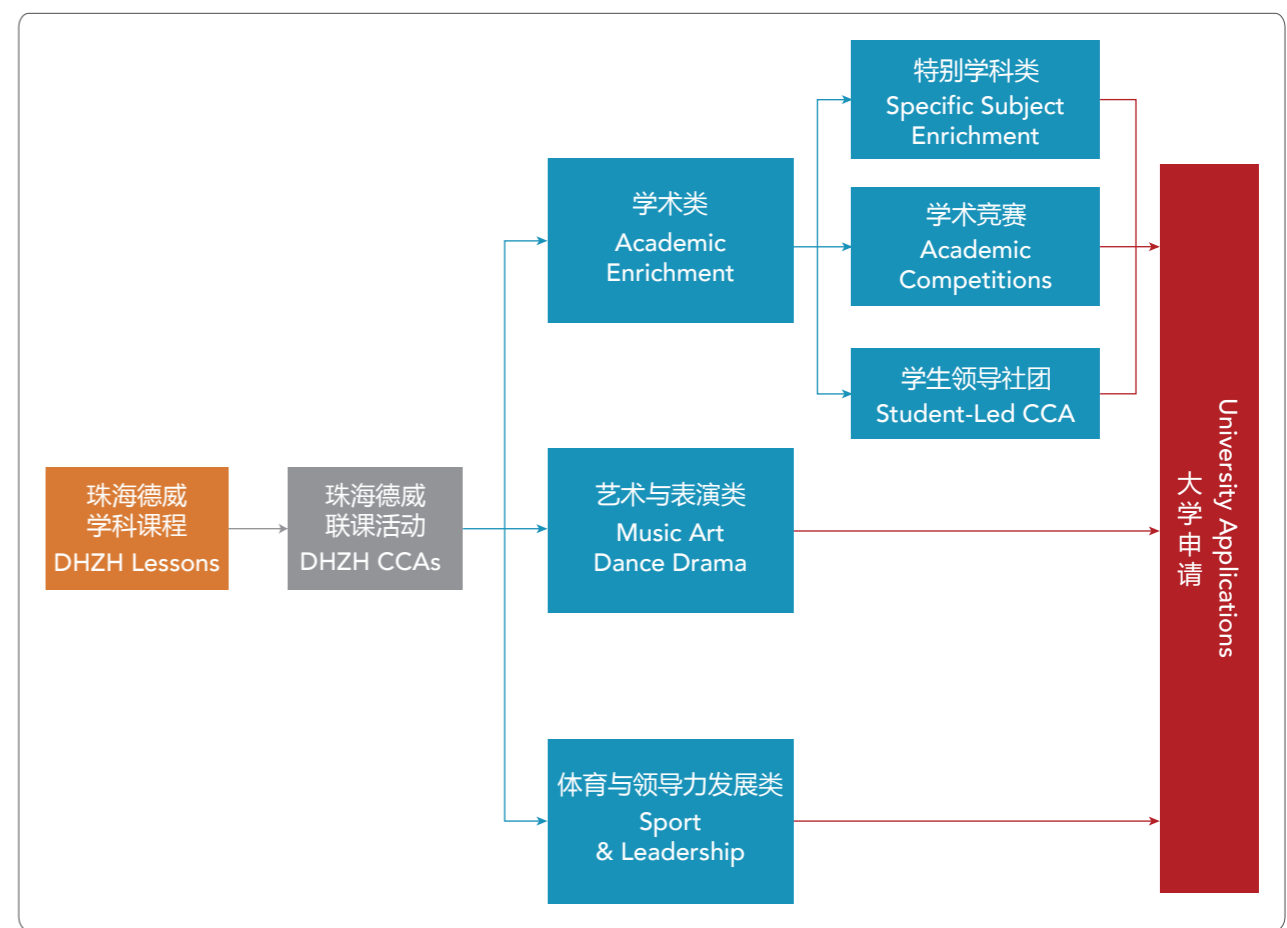 珠海德威
学科课程
DHZH Lessons
珠海德威
联课活动
DHZH CCAs
学术类
Academic
Enrichment
艺术与表演类
Music Art
Dance Drama
体育与领导力发展类
Sport
& Leadership
特别学科类
Specific Subject
Enrichment
学术竞赛
Academic
Competitions
学生领导社团
Student-Led CCA
大学申请
University Applications